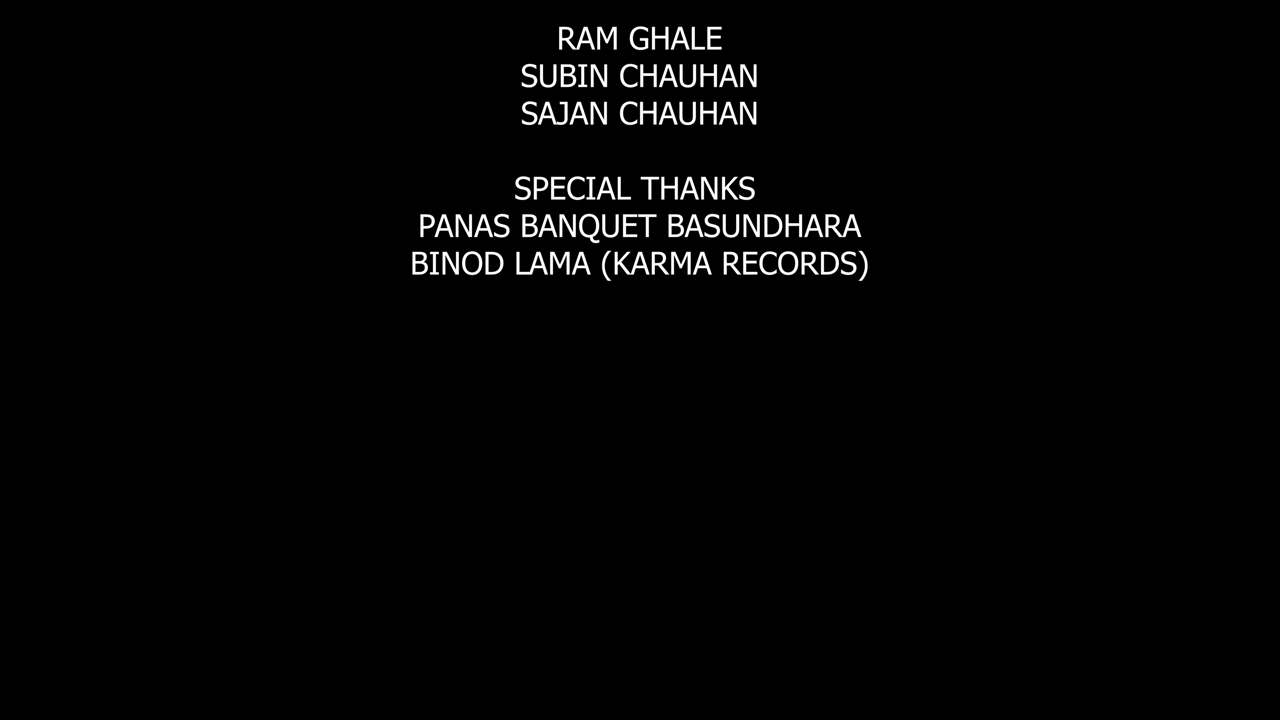 RAM GHALE
SUBIN CHAUHAN
SAJAN CHAUHAN
SPECIAL THANKS
PANAS BANQUET BASUNDHARA
BINOD LAMA (KARMA RECORDS)